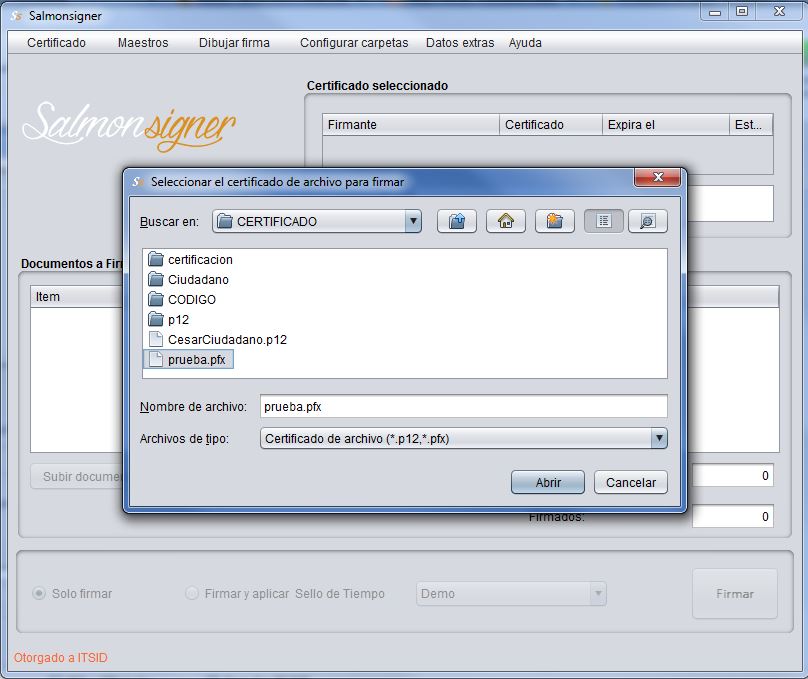 Salmonsigner
Certificado Maestros Dibujar firma Configurar carpetas Datos extras Ayuda
Salmonsigner
Certificado seleccionado
Firmante Certificado Expira el Est...
Seleccionar el certificado de archivo para firmar
Buscar en: CERTIFICADO
certificacion
Ciudadano
CODIGO
p12
CesarCiudadano.p12
prueba.pfx
Nombre de archivo: prueba.pfx
Archivos de tipo: Certificado de archivo (*.p12,*.pfx)
Abrir Cancelar
Documentos a Fir
Item
Subir docume
0
Firmados: 0
Solo firmar Firmar y aplicar Sello de Tiempo Demo Firmar
Otorgado a ITSID